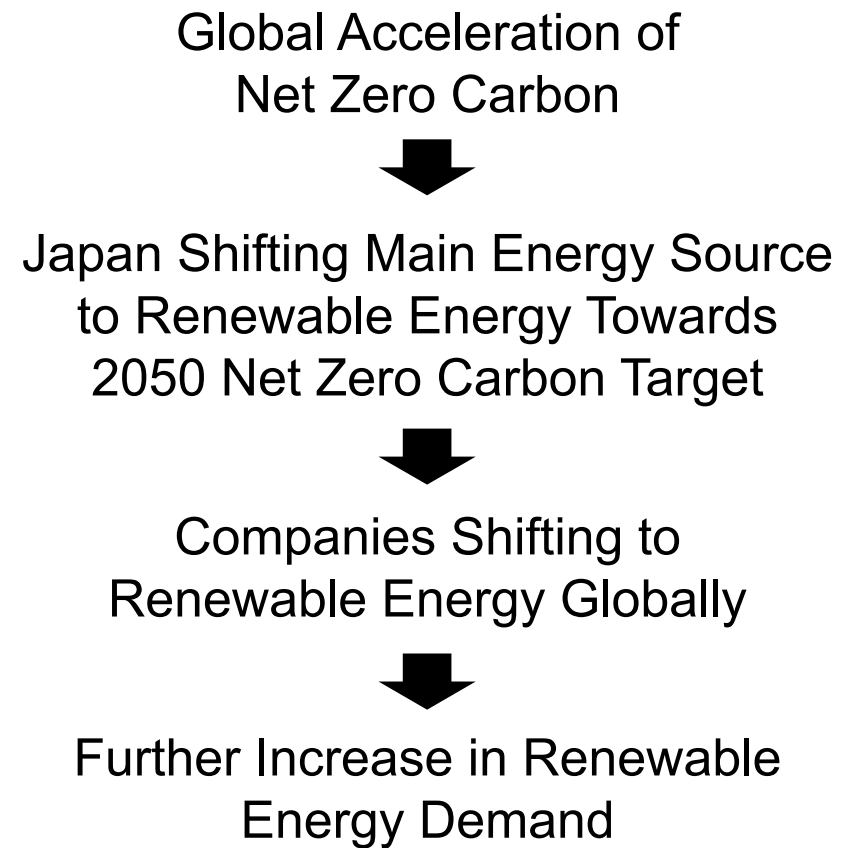 Global Acceleration of
Net Zero Carbon
Japan Shifting Main Energy Source
to Renewable Energy Towards
2050 Net Zero Carbon Target
Companies Shifting to
Renewable Energy Globally
Further Increase in Renewable
Energy Demand